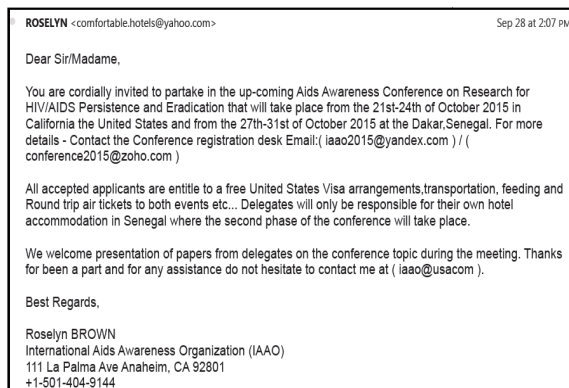 ROSELYN <comfortable.hotels@yahoo.com> Sep 28 at 2:07 PM
Dear Sir/Madame,
You are cordially invited to partake in the up-coming Aids Awareness Conference on Research for
HIV/AIDS Persistence and Eradication that will take place from the 21st-24th of October 2015 in
California the United States and from the 27th-31st of October 2015 at the Dakar,Senegal. For more
details - Contact the Conference registration desk Email:( iaao2015@yandex.com ) / (
conference2015@zoho.com )
All accepted applicants are entitle to a free United States Visa arrangements,transportation, feeding and
Round trip air tickets to both events etc... Delegates will only be responsible for their own hotel
accommodation in Senegal where the second phase of the conference will take place.
We welcome presentation of papers from delegates on the conference topic during the meeting. Thanks
for been a part and for any assistance do not hesitate to contact me at ( iaao@usacom ).
Best Regards,
Roselyn BROWN
International Aids Awareness Organization (IAAO)
111 La Palma Ave Anaheim, CA 92801
+1-501-404-9144